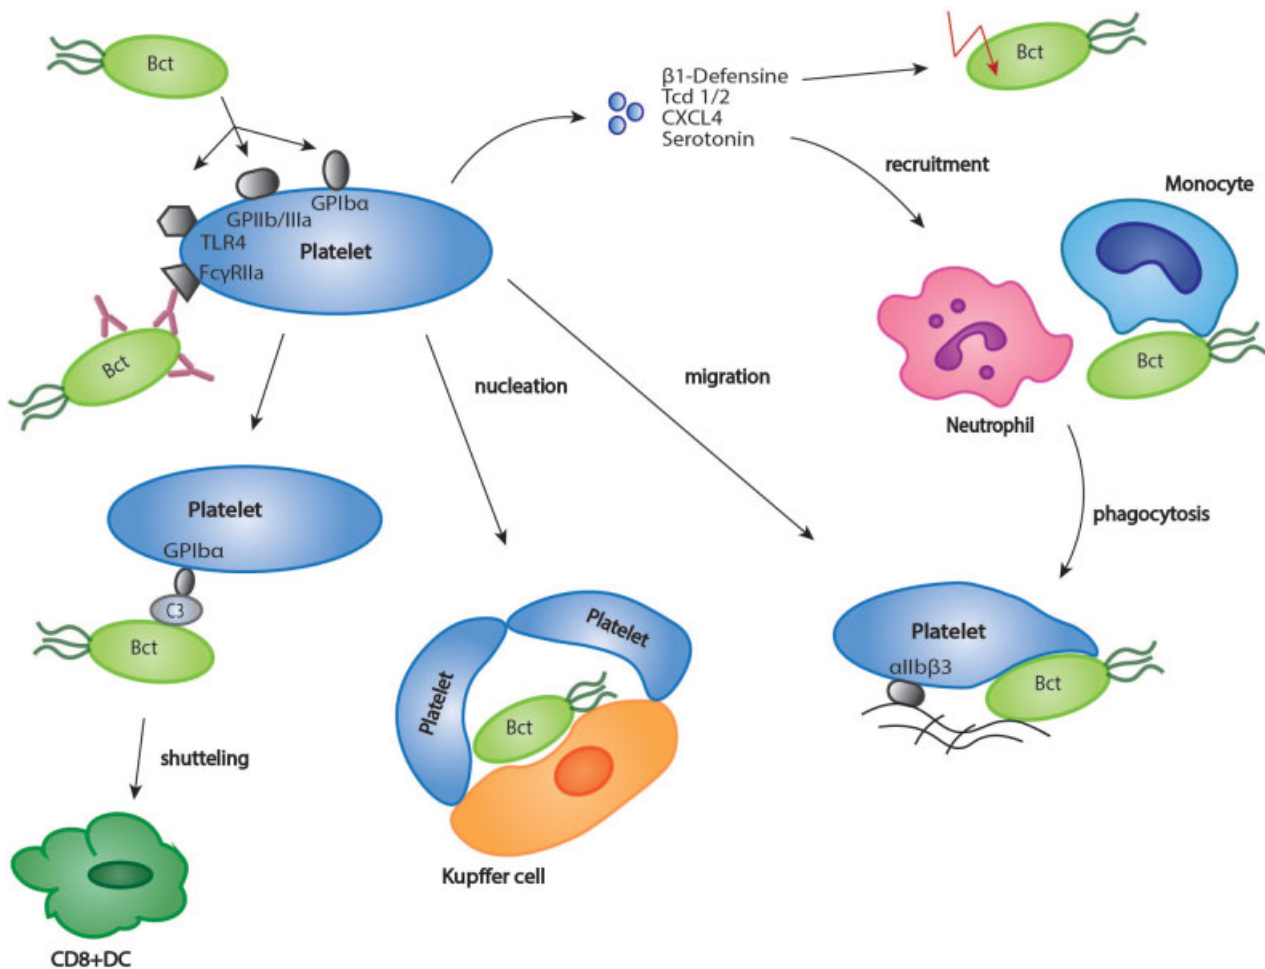 Bct
β1-Defensine
Tcd 1/2
CXCL4
Serotonin
Bct
recruitment
Monocyte
GPIbα
GPIIb/IIIa
TLR4
FcγRIIa
Platelet
Bct
nucleation
migration
Bct
Neutrophil
Platelet
GPIbα
C3
Bct
shutteling
CD8+DC
Platelet
Platelet
Bct
Kupffer cell
phagocytosis
Platelet
αIIbβ3
Bct